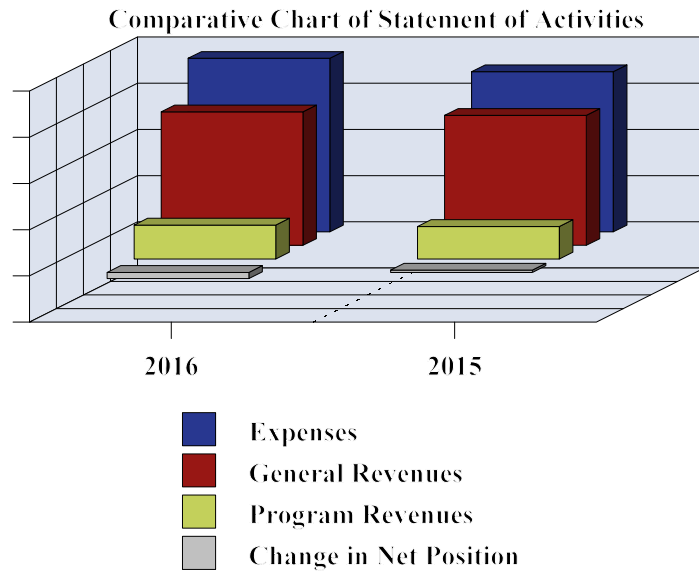 Comparative Chart of Statement of Activities
2016
2015
Expenses
General Revenues
Program Revenues
Change in Net Position